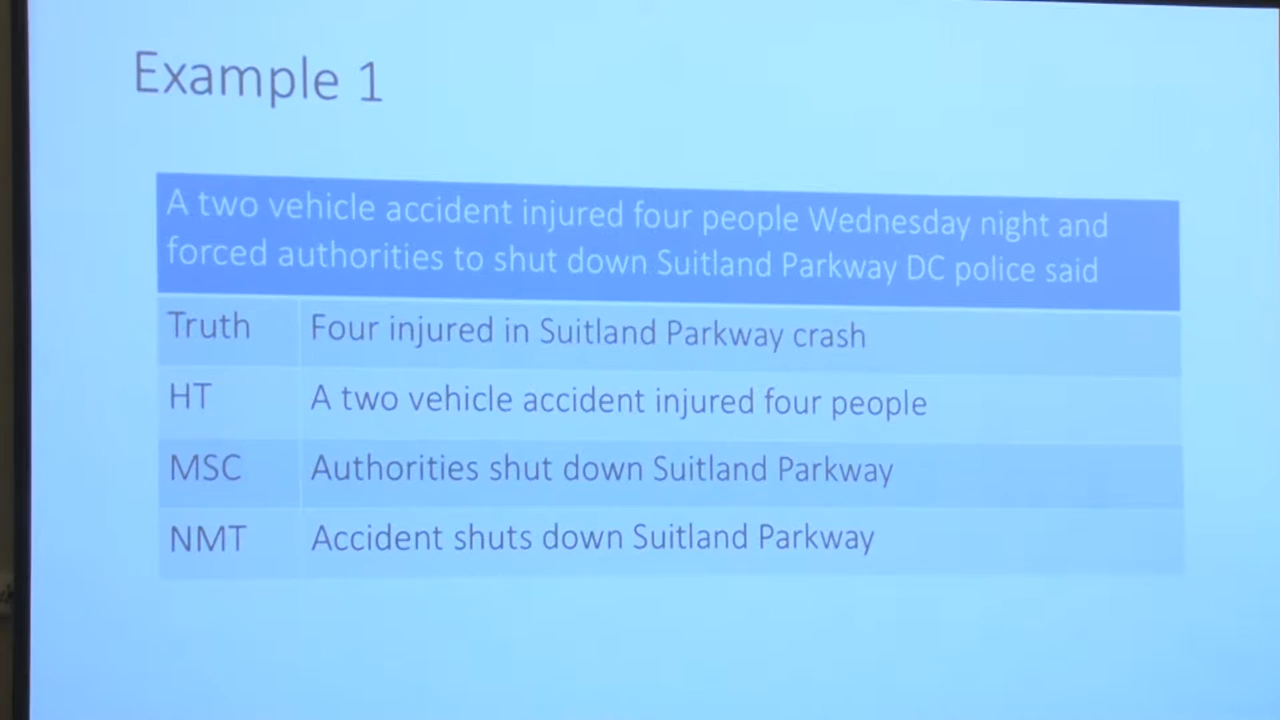 Example 1
A two vehicle accident injured four people Wednesday night and
forced authorities to shut down Suitland Parkway DC police said
Truth Four injured in Suitland Parkway crash
HT A two vehicle accident injured four people
MSC Authorities shut down Suitland Parkway
NMT Accident shuts down Suitland Parkway